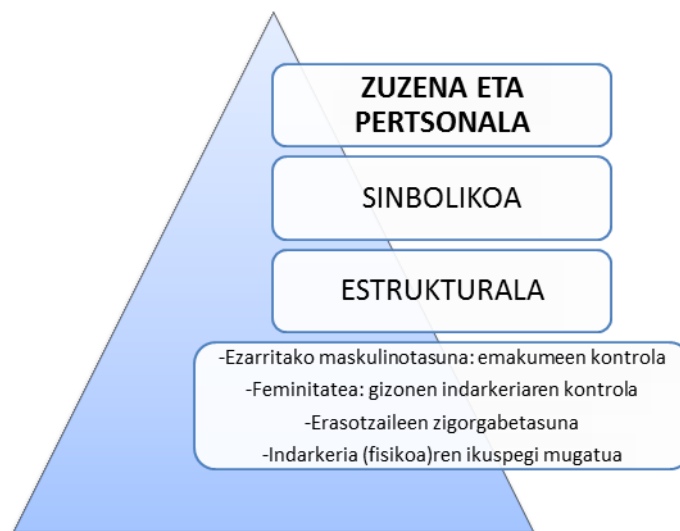 ZUZENA ETA
PERTSONALA
SINBOLIKOA
ESTRUKTURALA
-Ezarritako maskulinotasuna: emakumeen kontrola
-Feminitatea: gizonen indarkeriaren kontrola
-Erasotzaileen zigorgabetasuna
-Indarkeria (fisikoa)ren ikuspegi mugatua